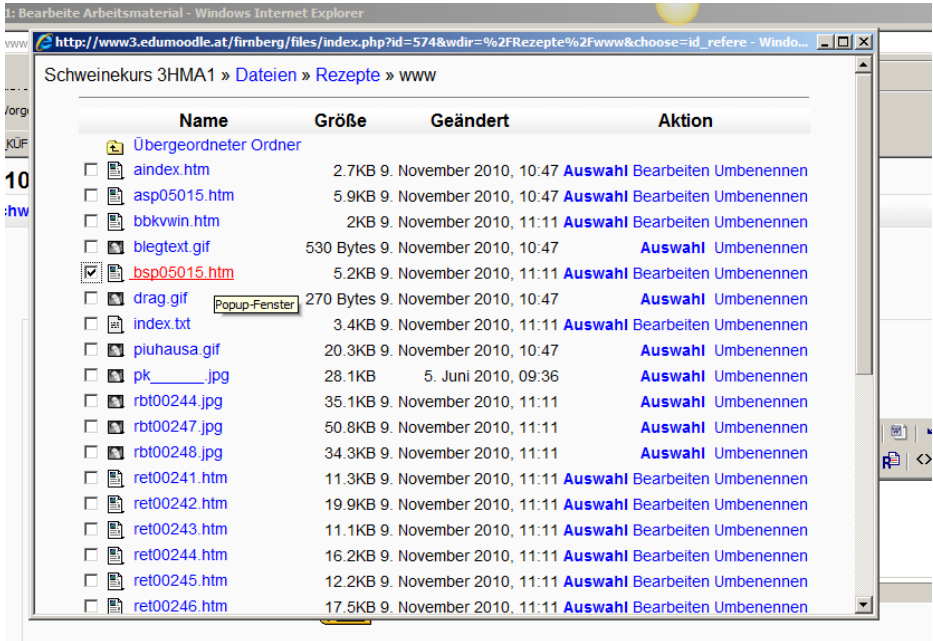 1: Bearbeite Arbeitsmaterial - Windows Internet Explorer
www
http://www3.edumoodle.at/firnberg/files/index.php?id=574&wdir=%2FRezepte%2Fwww&choose=id_refere - Windo...
Schweinekurs 3HMA1 » Dateien » Rezepte » www
Name Größe Geändert Aktion
Übergeordneter Ordner
aindex.htm 2.7KB 9. November 2010, 10:47 Auswahl Bearbeiten Umbenennen
asp05015.htm 5.9KB 9. November 2010, 10:47 Auswahl Bearbeiten Umbenennen
bbkvwin.htm 2KB 9. November 2010, 11:11 Auswahl Bearbeiten Umbenennen
blegtext.gif 530 Bytes 9. November 2010, 10:47 Auswahl Umbenennen
bsp05015.htm 5.2KB 9. November 2010, 11:11 Auswahl Bearbeiten Umbenennen
drag.gif 270 Bytes 9. November 2010, 10:47 Auswahl Umbenennen
Popup-Fenster
index.txt 3.4KB 9. November 2010, 11:11 Auswahl Bearbeiten Umbenennen
piuhausa.gif 20.3KB 9. November 2010, 10:47 Auswahl Umbenennen
pk______.jpg 28.1KB 5. Juni 2010, 09:36 Auswahl Umbenennen
rbt00244.jpg 35.1KB 9. November 2010, 11:11 Auswahl Umbenennen
rbt00247.jpg 50.8KB 9. November 2010, 11:11 Auswahl Umbenennen
rbt00248.jpg 34.3KB 9. November 2010, 11:11 Auswahl Umbenennen
ret00241.htm 11.3KB 9. November 2010, 11:11 Auswahl Bearbeiten Umbenennen
ret00242.htm 19.9KB 9. November 2010, 11:11 Auswahl Bearbeiten Umbenennen
ret00243.htm 11.1KB 9. November 2010, 11:11 Auswahl Bearbeiten Umbenennen
ret00244.htm 16.2KB 9. November 2010, 11:11 Auswahl Bearbeiten Umbenennen
ret00245.htm 12.2KB 9. November 2010, 11:11 Auswahl Bearbeiten Umbenennen
ret00246.htm 17.5KB 9. November 2010, 11:11 Auswahl Bearbeiten Umbenennen